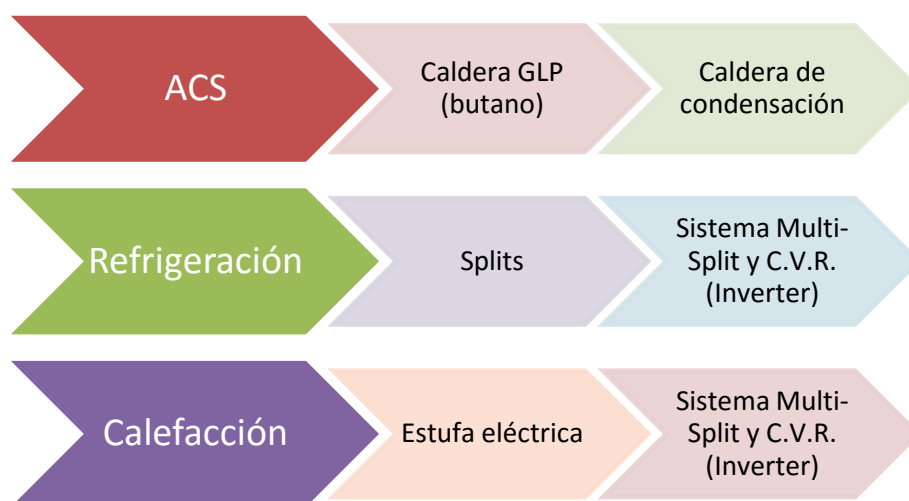 ACS
Caldera GLP
(butano)
Caldera de
condensación
Refrigeración
Splits
Sistema Multi-
Split y C.V.R.
(Inverter)
Calefacción
Estufa eléctrica
Sistema Multi-
Split y C.V.R.
(Inverter)